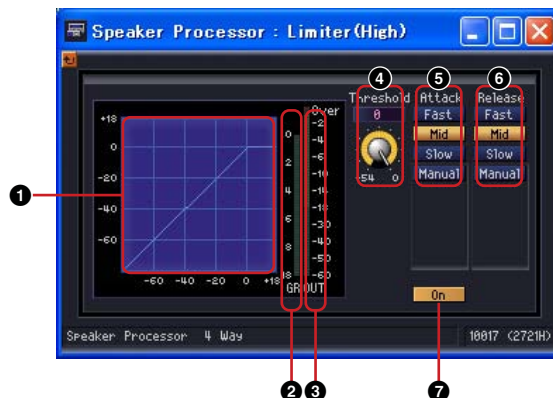 Speaker Processor : Limiter(High)
4 5 6
Threshold Attack Release
0 Fast Fast
Mid Mid
Slow Slow
Manual Manual
-54 0
+18
0
-20
-40
-60
-60 -40 -20 0 +18
0
2
4
6
8
18
GR
Over
-2
-4
-6
-10
-14
-18
-30
-40
-50
-60
OUT
1
On
Speaker Processor 4 Way 10017 (2721H)
2 3 7